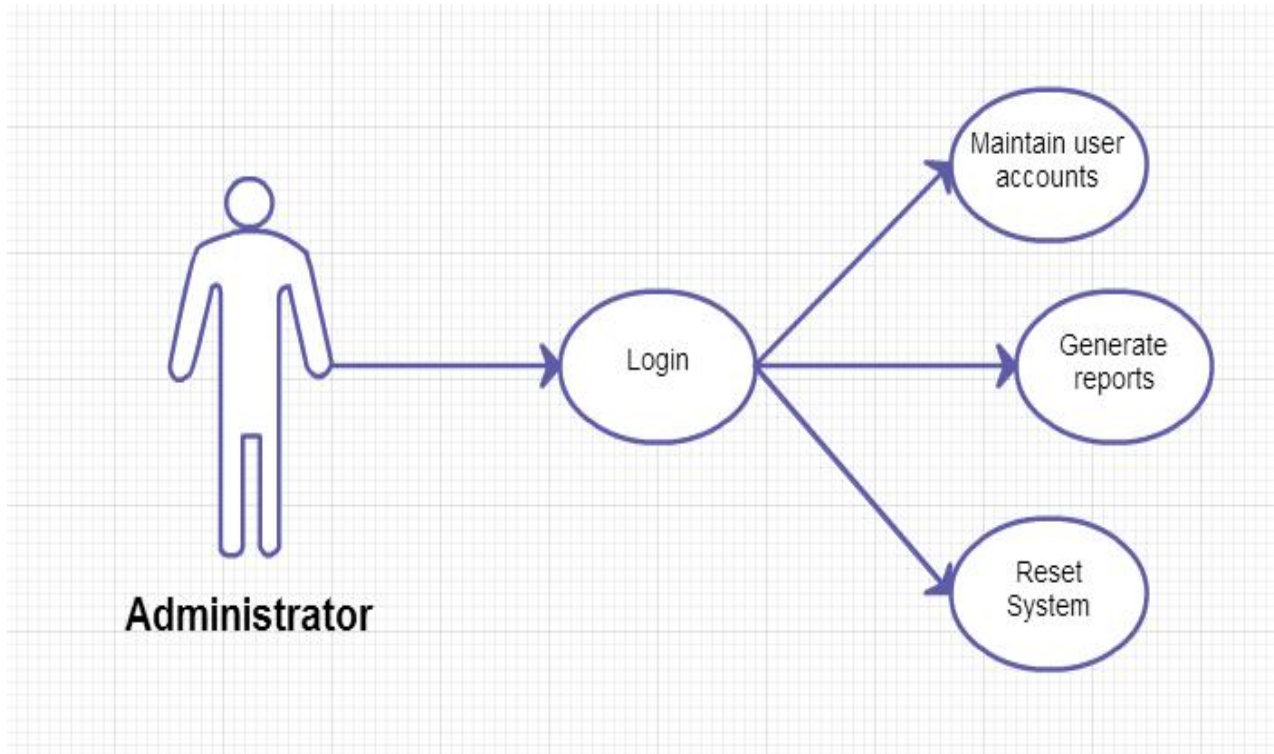 Maintain user
accounts
Login
Generate
reports
Reset
System
Administrator